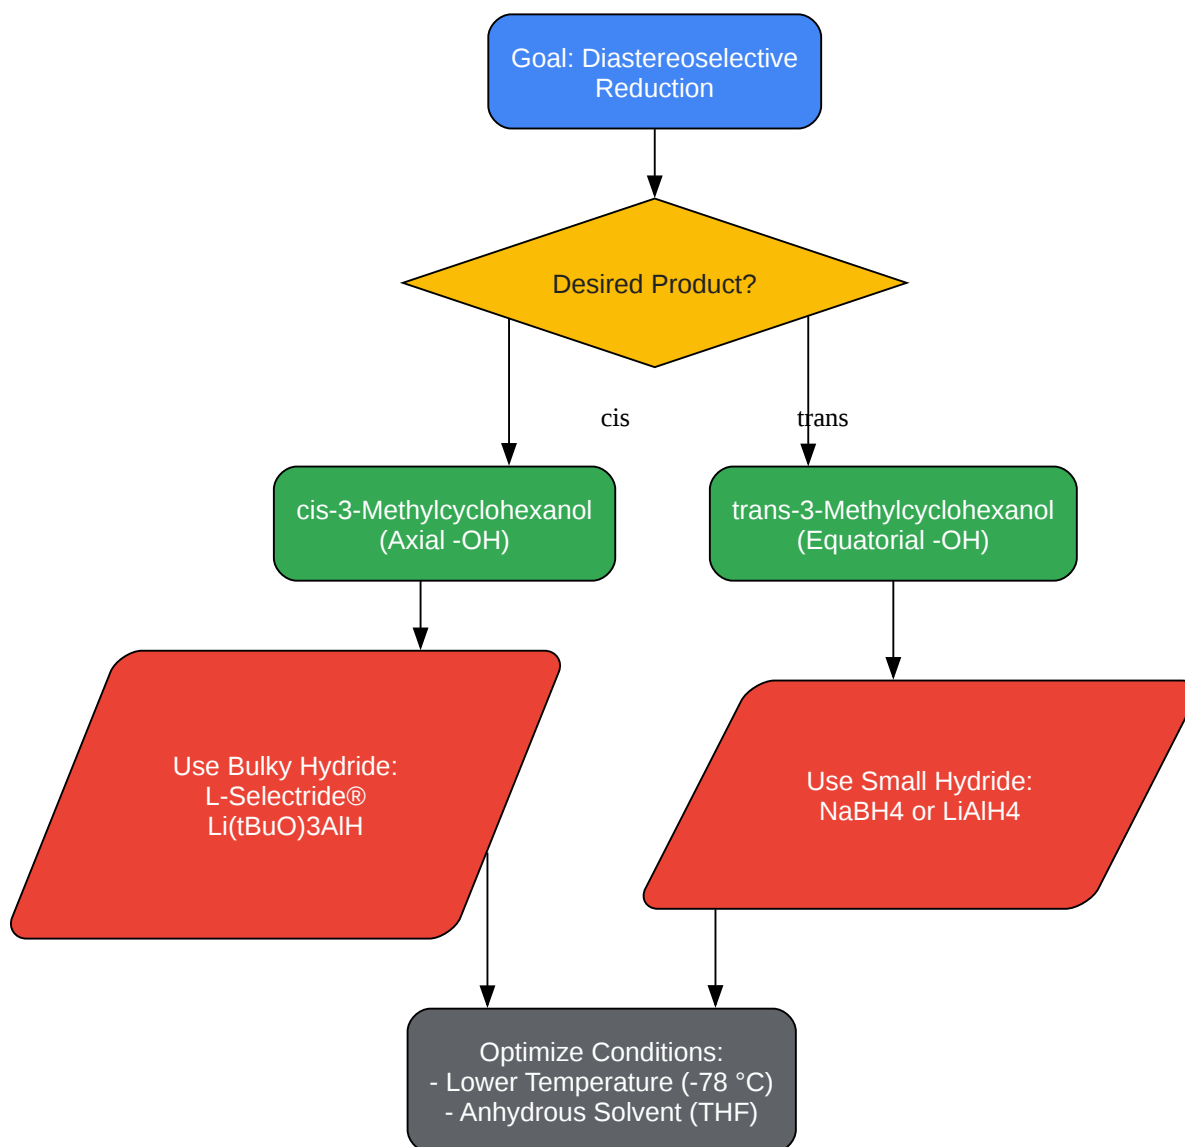 Goal: Diastereoselective
Reduction
Desired Product?
cis
trans
cis-3-Methylcyclohexanol
(Axial -OH)
trans-3-Methylcyclohexanol
(Equatorial -OH)
Use Bulky Hydride:
L-Selectride®
Li(tBuO)3AlH
Use Small Hydride:
NaBH4 or LiAlH4
Optimize Conditions:
- Lower Temperature (-78 °C)
- Anhydrous Solvent (THF)